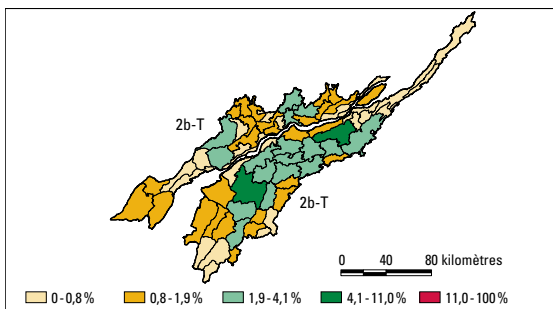 2b-T
2b-T
kilomètres
0 40 80
0 - 0,8 % 0,8 - 1,9 % 1,9 - 4,1 % 4,1 - 11,0 % 11,0 - 100 %